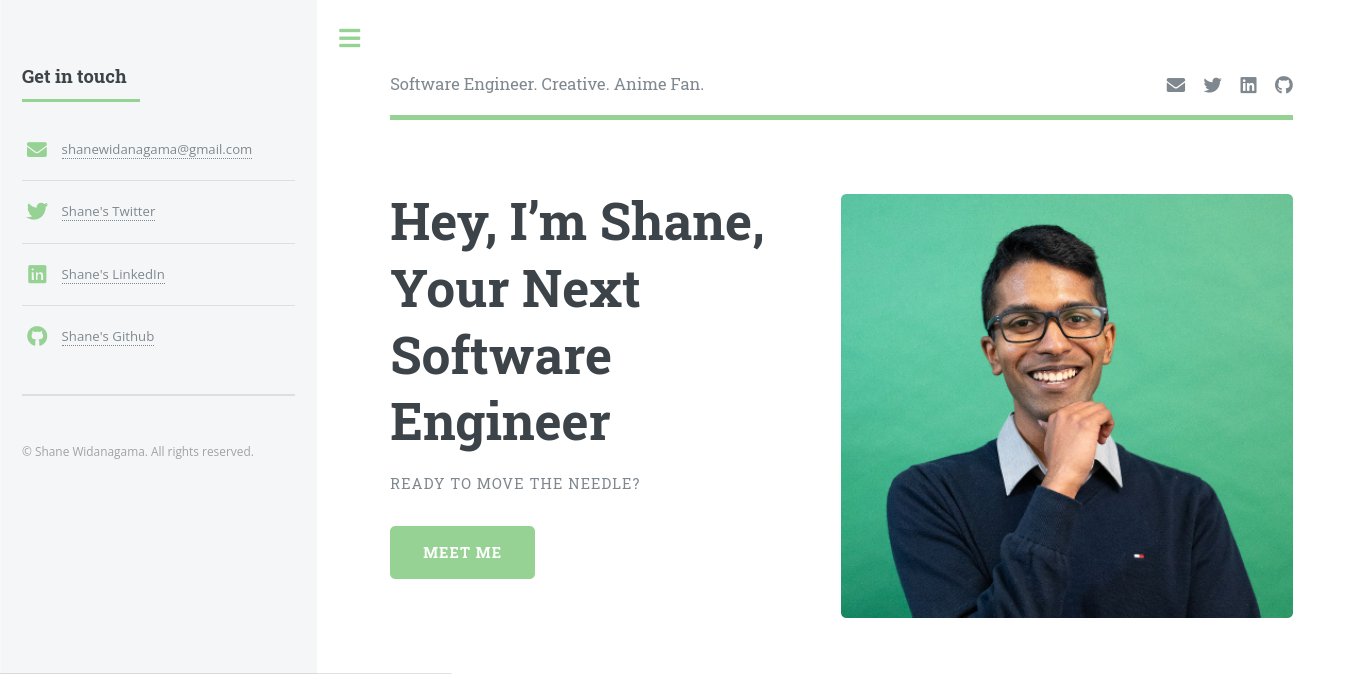 Get in touch
shanewidanagama@gmail.com
Shane's Twitter
Shane's LinkedIn
Shane's Github
© Shane Widanagama. All rights reserved.
Software Engineer. Creative. Anime Fan.
Hey, I’m Shane,
Your Next
Software
Engineer
READY TO MOVE THE NEEDLE?
MEET ME